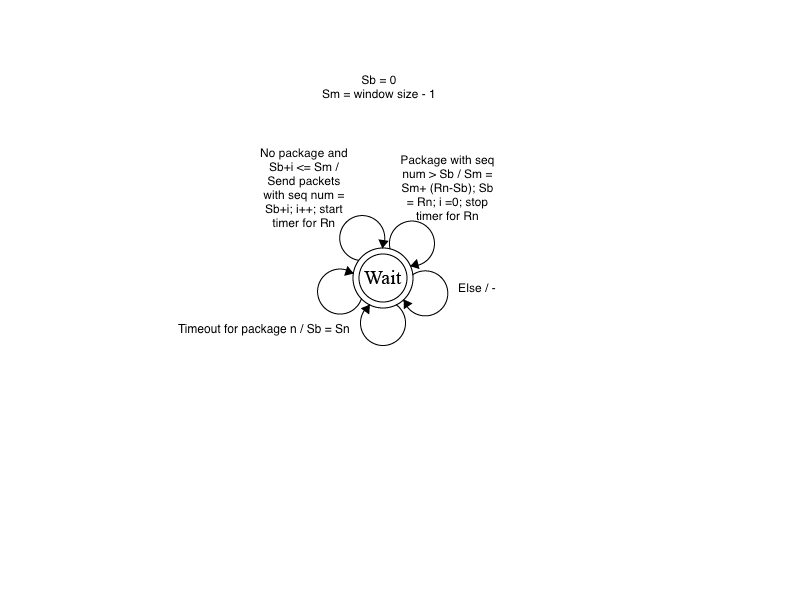 Sb = 0
Sm = window size - 1
No package and
Sb+i <= Sm /
Send packets
with seq num =
Sb+i; i++; start
timer for Rn
Package with seq
num > Sb / Sm =
Sm+ (Rn-Sb); Sb
= Rn; i =0; stop
timer for Rn
Wait
Else / -
Timeout for package n / Sb = Sn